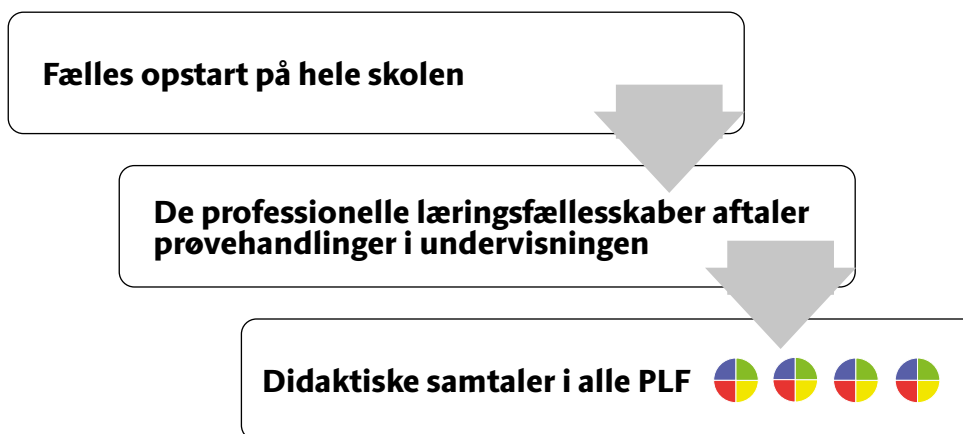 Fælles opstart på hele skolen
De professionelle læringsfællesskaber aftaler
prøvehandlinger i undervisningen
Didaktiske samtaler i alle PLF